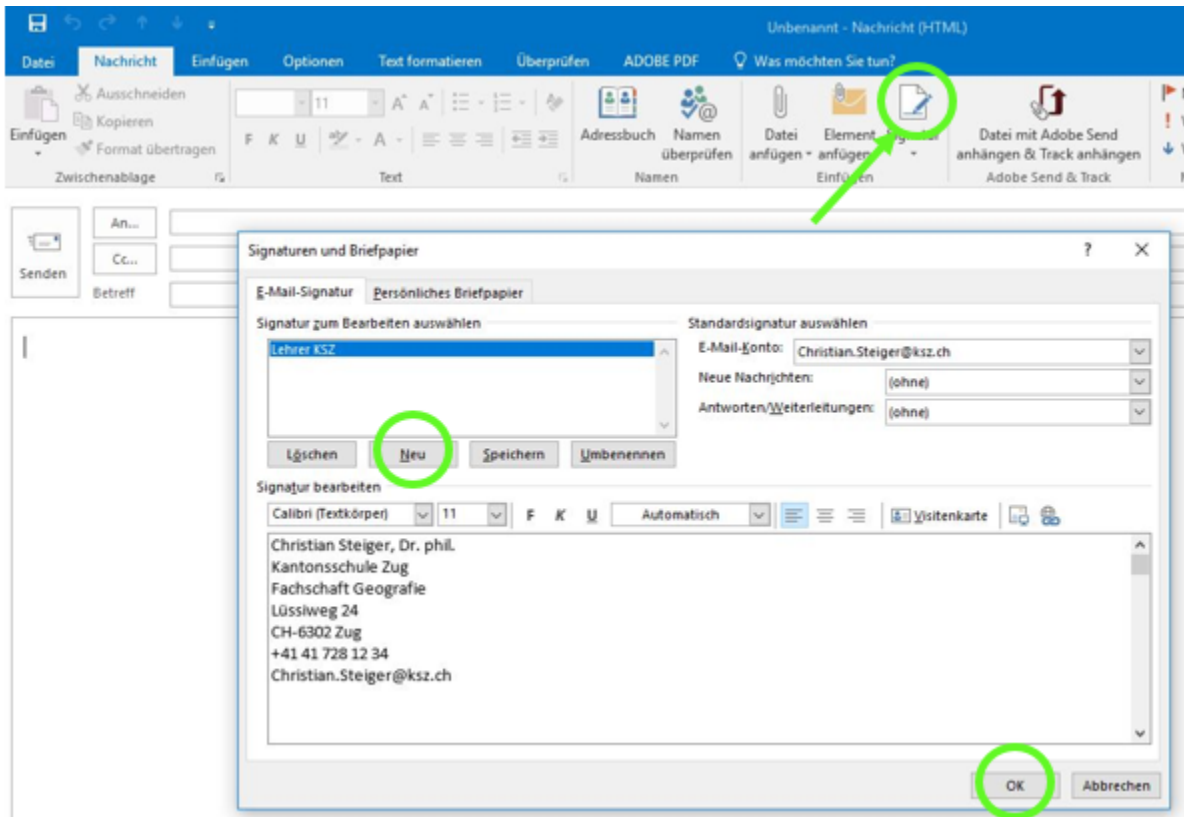 Unbenannt - Nachricht (HTML)
Datei Nachricht Einfügen Optionen Text formatieren Überprüfen ADOBE PDF Was möchten Sie tun?
Einfügen
Ausschneiden
Kopieren
Format übertragen
Zwischenablage
11 A A
F K U A
Text
Adressbuch
Namen
überprüfen
Namen
Datei
anfügen
Element
anfügen
Einfügen
Datei mit Adobe Send
anhängen & Track anhängen
Adobe Send & Track
Senden
An...
Cc...
Betreff
Signaturen und Briefpapier ?
E-Mail-Signatur Persönliches Briefpapier
Signatur zum Bearbeiten auswählen
Lehrer KSZ
Löschen Neu Speichern Umbenennen
Standardsignatur auswählen
E-Mail-Konto: Christian.Steiger@ksz.ch
Neue Nachrichten: (ohne)
Antworten/Weiterleitungen: (ohne)
Signatur bearbeiten
Calibri (Textkörper) 11 F K U Automatisch Visitenkarte
Christian Steiger, Dr. phil.
Kantonsschule Zug
Fachschaft Geografie
Lüssiweg 24
CH-6302 Zug
+41 41 728 12 34
Christian.Steiger@ksz.ch
OK Abbrechen